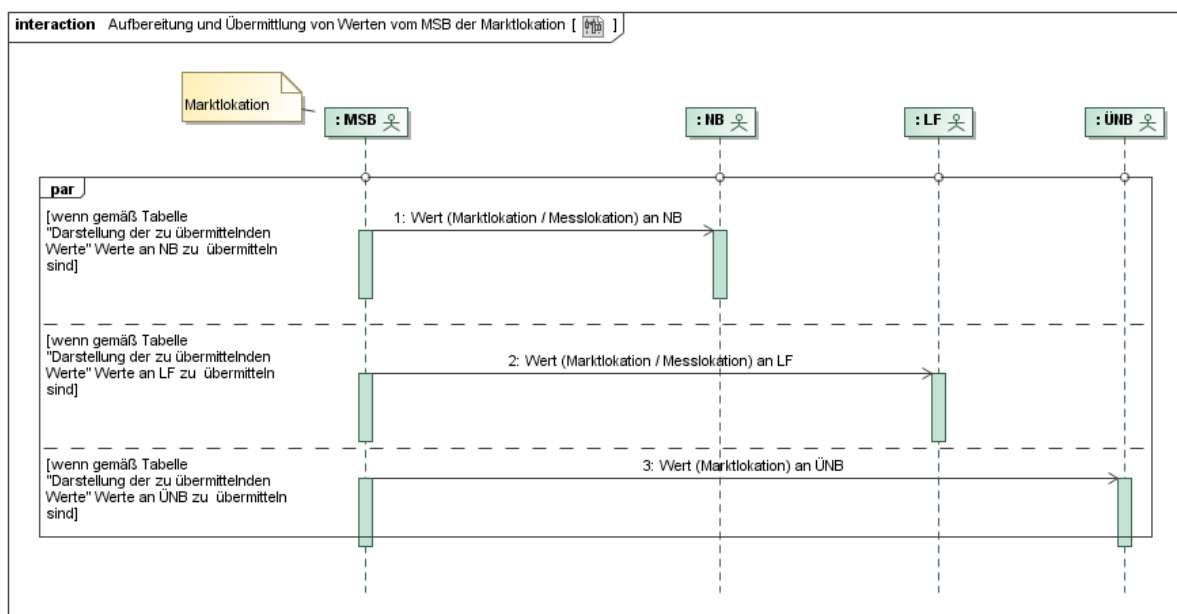 interaction Aufbereitung und Übermittlung von Werten vom MSB der Marktlokation [ ]
Marktlokation
: MSB
: NB
: LF
: ÜNB
par
[wenn gemäß Tabelle
"Darstellung der zu übermittelnden
Werte" Werte an NB zu übermitteln
sind]
1: Wert (Marktlokation / Messlokation) an NB
[wenn gemäß Tabelle
"Darstellung der zu übermittelnden
Werte" Werte an LF zu übermitteln
sind]
2: Wert (Marktlokation / Messlokation) an LF
[wenn gemäß Tabelle
"Darstellung der zu übermittelnden
Werte" Werte an ÜNB zu übermitteln
sind]
3: Wert (Marktlokation) an ÜNB